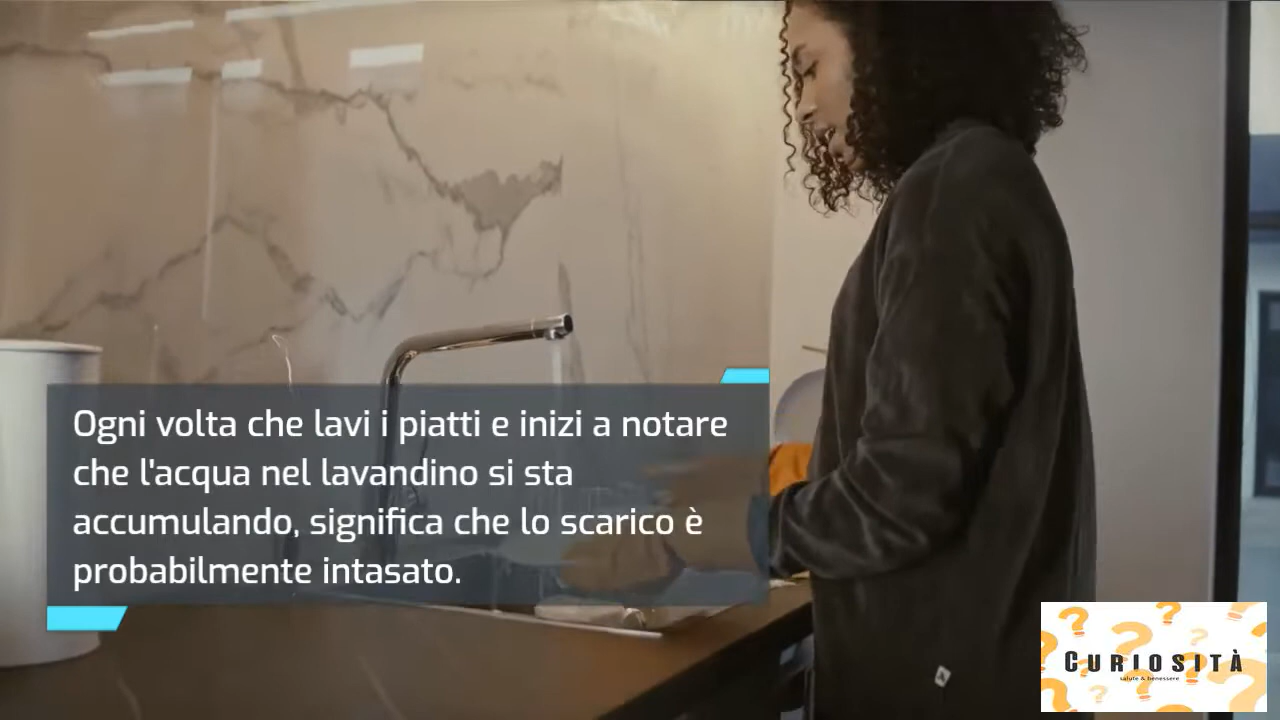 Ogni volta che lavi i piatti e inizi a notare
che l'acqua nel lavandino si sta
accumulando, significa che lo scarico è
probabilmente intasato.
CURIOSITÀ
salute & benessere